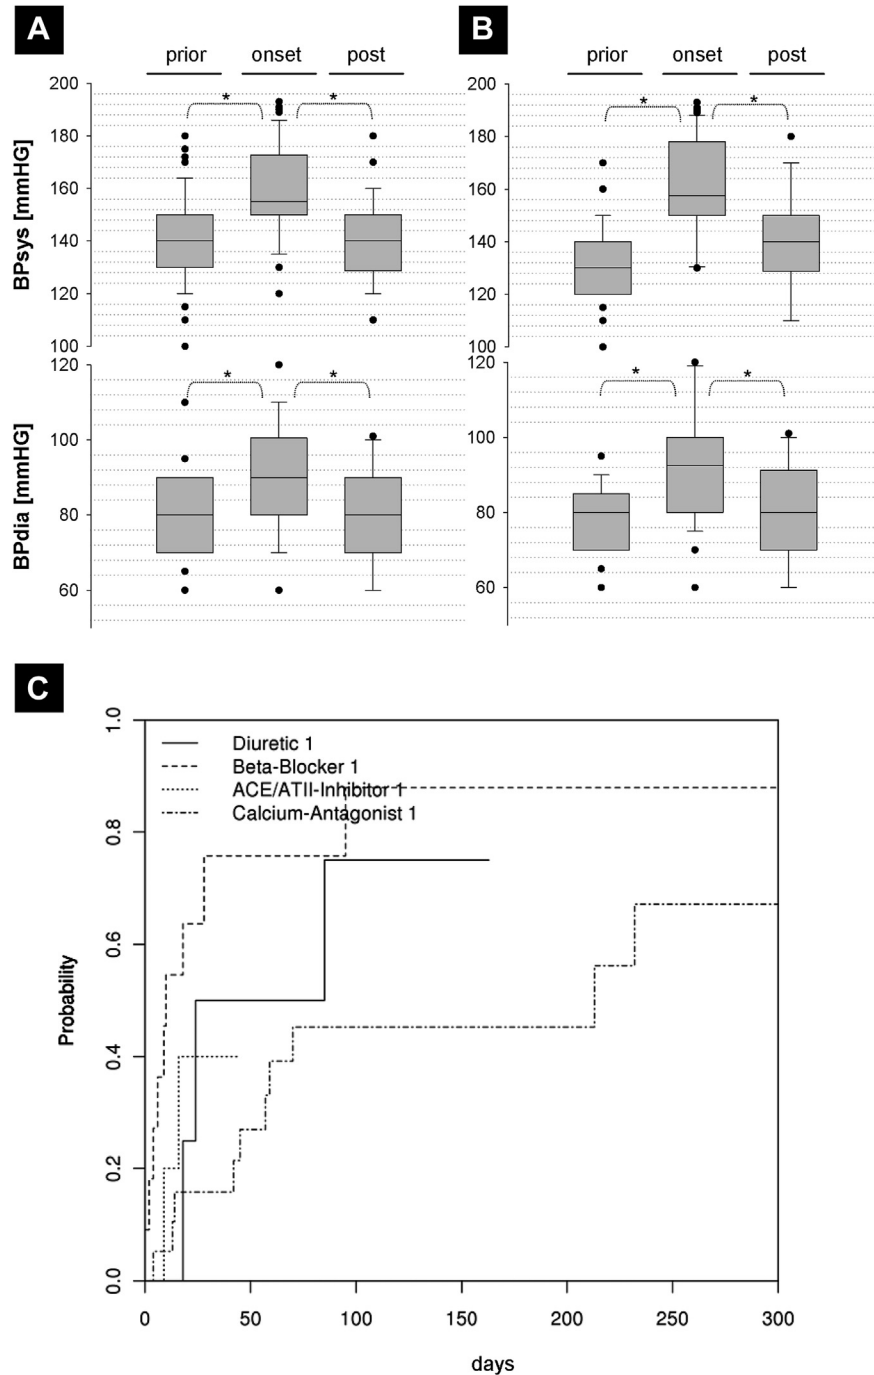 A B
prior onset post prior onset post
200 200
* * * *
180 180
160 160
140 140
120 120
100 100
BPsys [mmHG]
120 120
* * * *
100 100
80 80
60 60
BPdia [mmHG]
C
1.0
Diuretic 1
Beta-Blocker 1
ACE/ATII-Inhibitor 1
Calcium-Antagonist 1
0.8
0.6
Probability
0.4
0.2
0.0
0 50 100 150 200 250 300
days